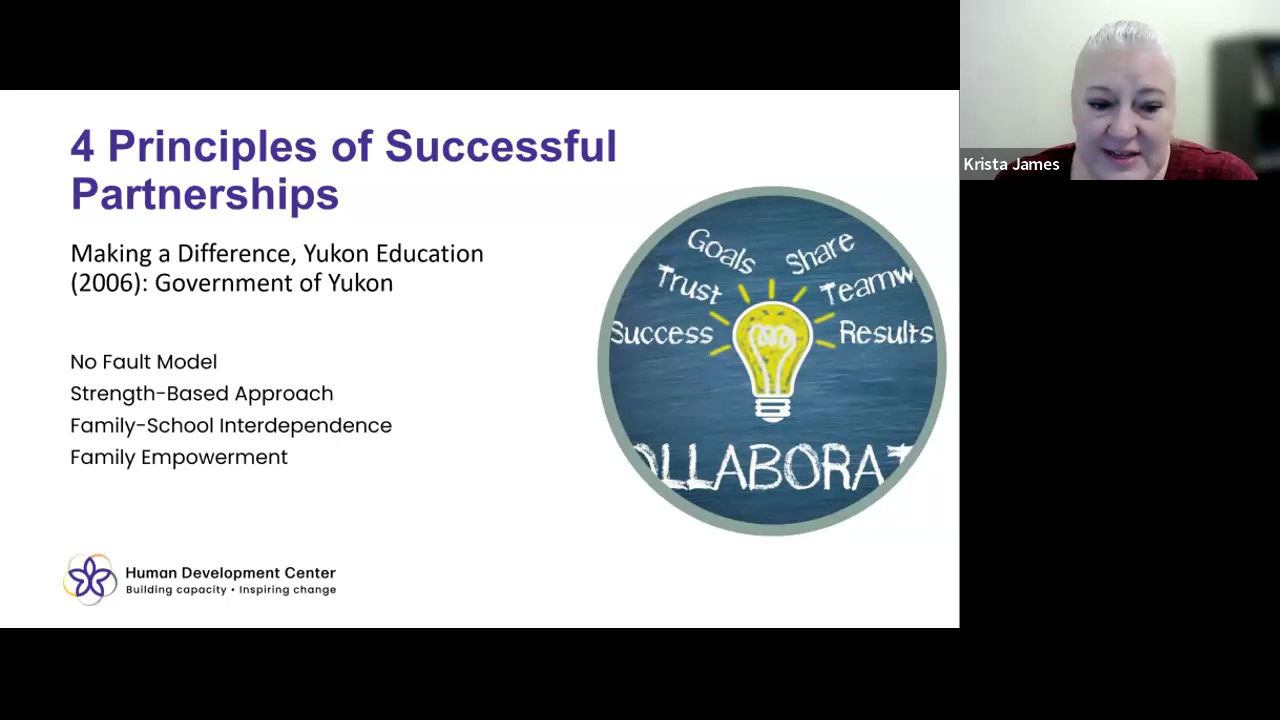 4 Principles of Successful
Partnerships
Making a Difference, Yukon Education
(2006): Government of Yukon
No Fault Model
Strength-Based Approach
Family-School Interdependence
Family Empowerment
Goals
Share
Trust
Teamw
Success
Results
OLLABORAT
Human Development Center
Building capacity • Inspiring change
Krista James